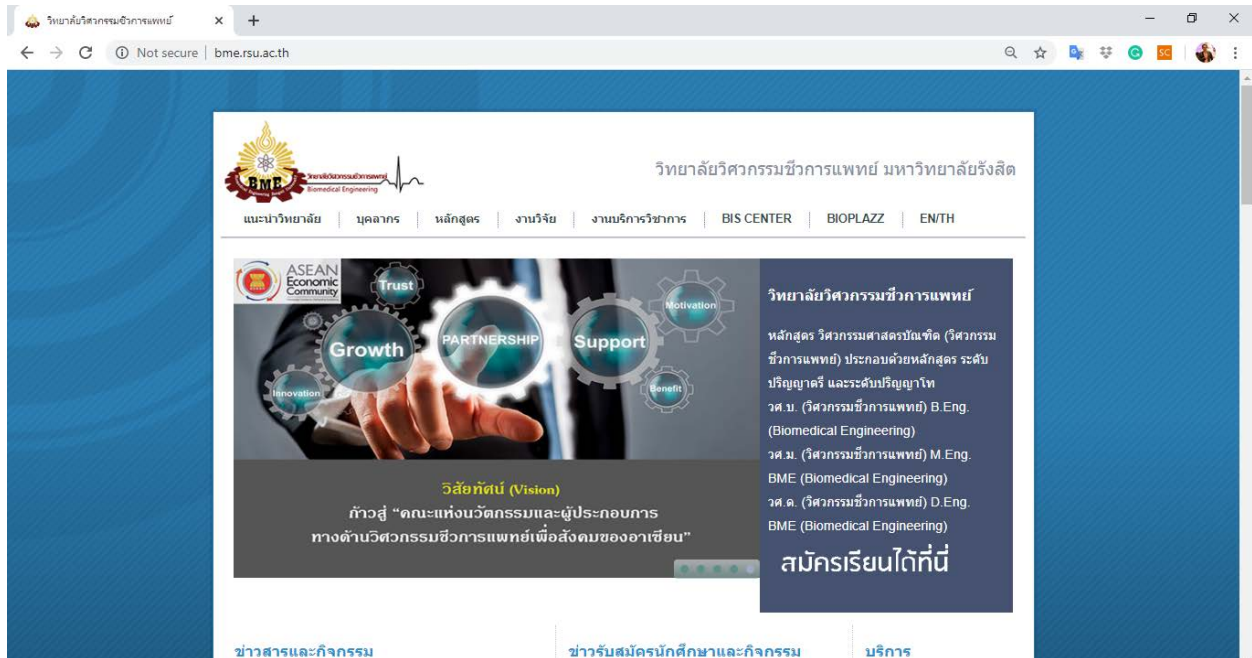 วิทยาลัยวิศวกรรมชีวการแพทย์
Not secure | bme.rsu.ac.th
BME
วิทยาลัยวิศวกรรมชีวการแพทย์
Biomedical Engineering
วิทยาลัยวิศวกรรมชีวการแพทย์ มหาวิทยาลัยรังสิต
แนะนำวิทยาลัย | บุคลากร | หลักสูตร | งานวิจัย | งานบริการวิชาการ | BIS CENTER | BIOPLAZZ | EN/TH
ASEAN
Economic
Community
Trust
Motivation
Growth
PARTNERSHIP
Support
Innovation
Benefit
วิสัยทัศน์ (Vision)
ก้าวสู่ “คณะแห่งนวัตกรรมและผู้ประกอบการ
ทางด้านวิศวกรรมชีวการแพทย์เพื่อสังคมของอาเซียน”
วิทยาลัยวิศวกรรมชีวการแพทย์
หลักสูตร วิศวกรรมศาสตรบัณฑิต (วิศวกรรม
ชีวการแพทย์) ประกอบด้วยหลักสูตร ระดับ
ปริญญาตรี และระดับปริญญาโท
วศ.บ. (วิศวกรรมชีวการแพทย์) B.Eng.
(Biomedical Engineering)
วศ.ม. (วิศวกรรมชีวการแพทย์) M.Eng.
BME (Biomedical Engineering)
วศ.ด. (วิศวกรรมชีวการแพทย์) D.Eng.
BME (Biomedical Engineering)
สมัครเรียนได้ที่นี่
ข่าวสารและกิจกรรม
ข่าวรับสมัครนักศึกษาและกิจกรรม
บริการ